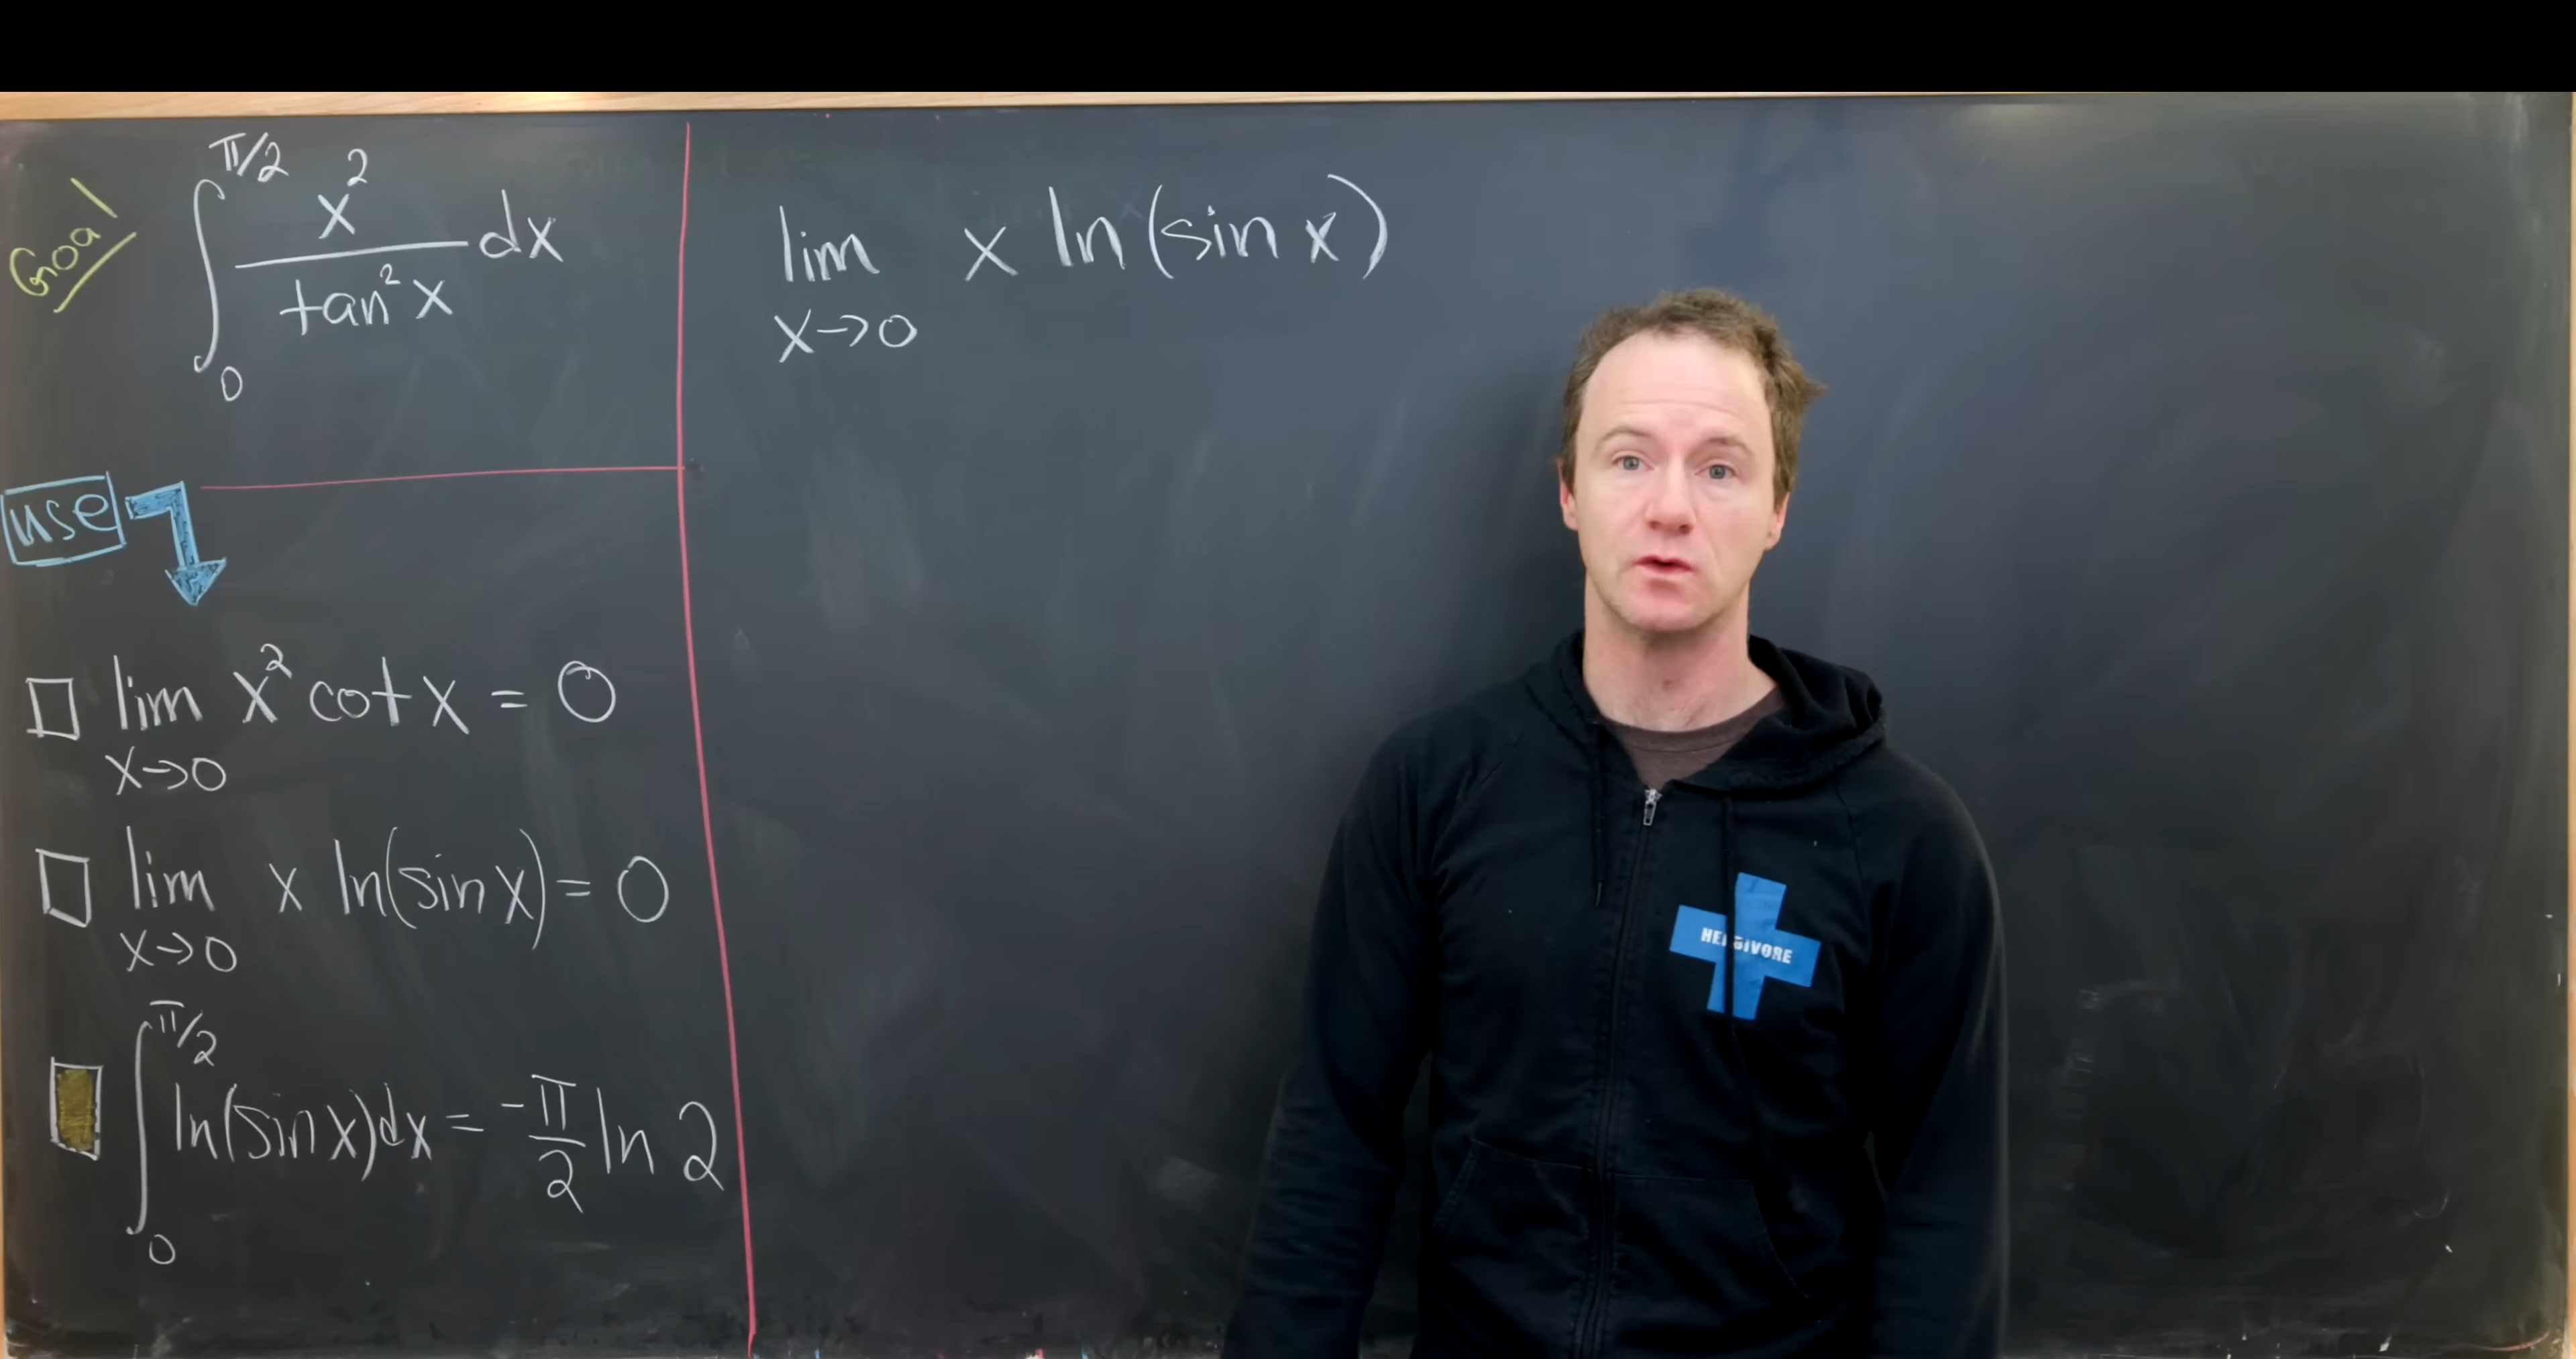 Goal ∫₀^{π/2} x²/tan²x dx
use
lim_{x→0} x² cot x = 0
lim_{x→0} x ln(sin x) = 0
∫₀^{π/2} ln(sin x)dx = -π/2 ln 2
lim_{x→0} x ln(sin x)